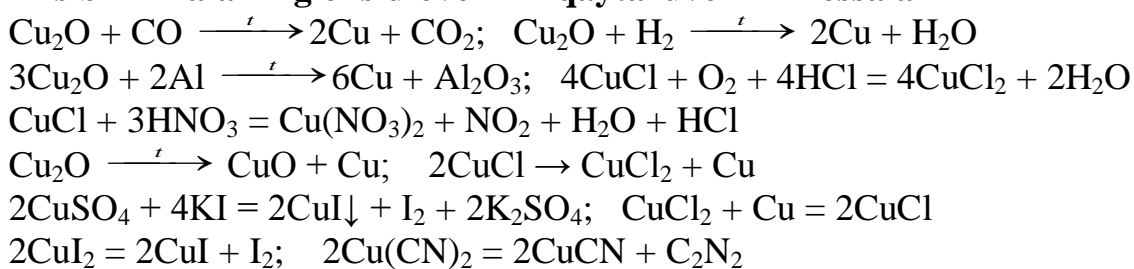 Cu₂O + CO —t→ 2Cu + CO₂; Cu₂O + H₂ —t→ 2Cu + H₂O
3Cu₂O + 2Al —t→ 6Cu + Al₂O₃; 4CuCl + O₂ + 4HCl = 4CuCl₂ + 2H₂O
CuCl + 3HNO₃ = Cu(NO₃)₂ + NO₂ + H₂O + HCl
Cu₂O —t→ CuO + Cu; 2CuCl → CuCl₂ + Cu
2CuSO₄ + 4KI = 2CuI↓ + I₂ + 2K₂SO₄; CuCl₂ + Cu = 2CuCl
2CuI₂ = 2CuI + I₂; 2Cu(CN)₂ = 2CuCN + C₂N₂